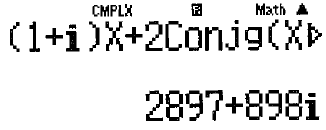 CMPLX D Math ▲
(1+i)X+2Conjg(X▷
2897+898i